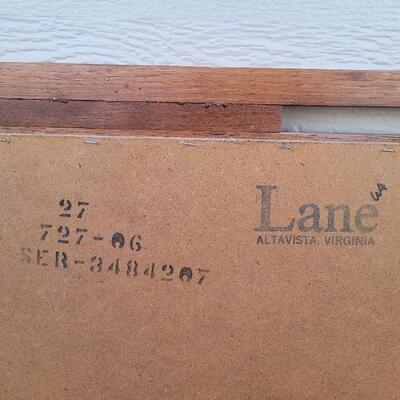 27
727-06
SER-3484207
Lane
ALTAVISTA, VIRGINIA